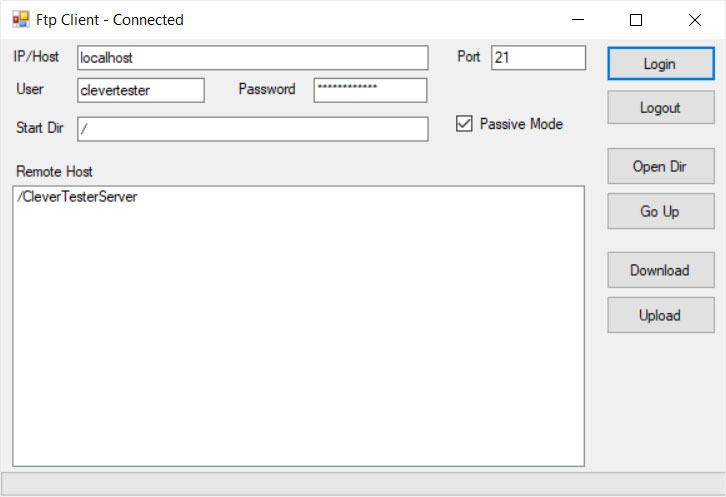 Ftp Client - Connected
IP/Host localhost Port 21 Login
User clevertester Password ************ Logout
Start Dir / Passive Mode
Open Dir
Remote Host
/CleverTesterServer
Go Up
Download
Upload